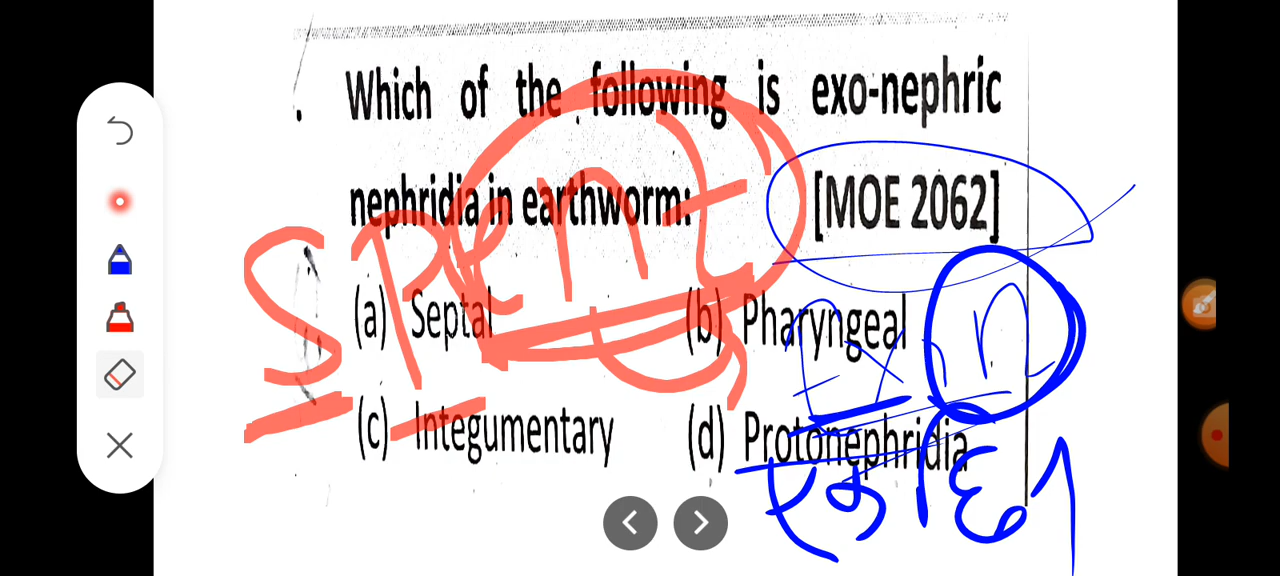 . Which of the following is exo-nephric
nephridia in earthworm: [MOE 2062]
(a) Septal (b) Pharyngeal
(c) Integumentary (d) Protonephridia